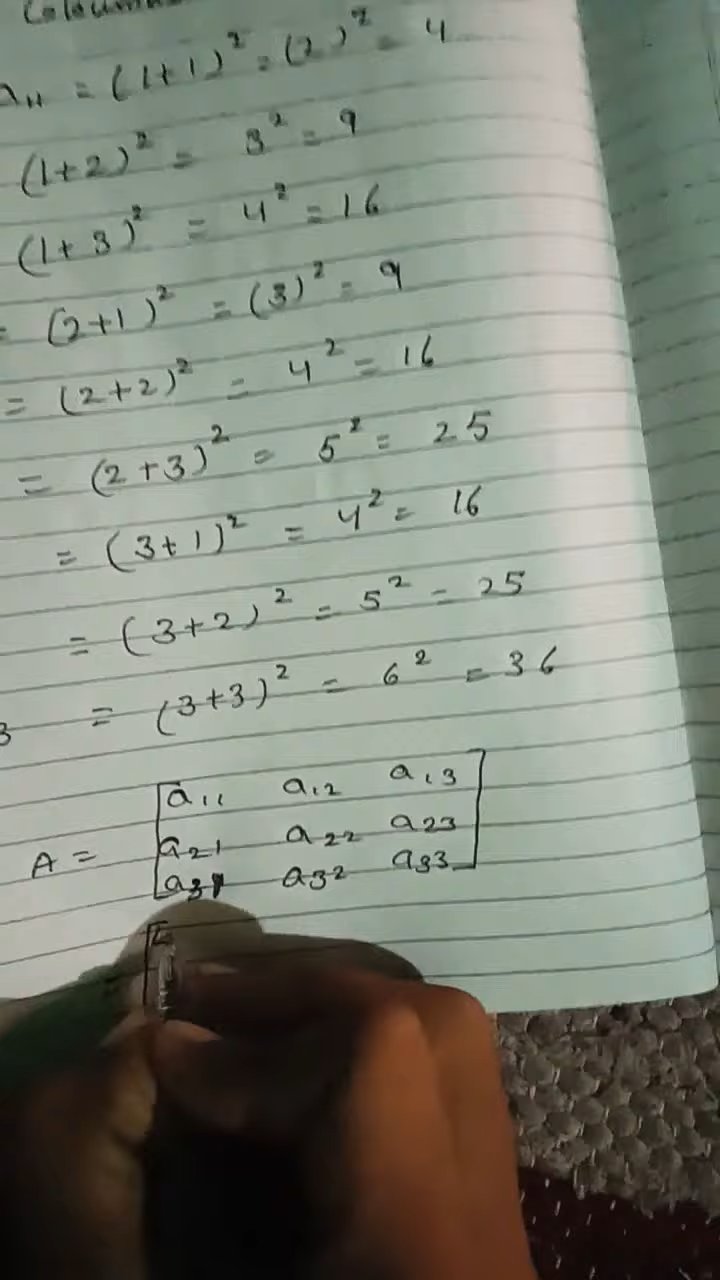 a₁₁ = (1+1)² = (2)² = 4
(1+2)² = 3² = 9
(1+3)² = 4² = 16
= (2+1)² = (3)² = 9
= (2+2)² = 4² = 16
= (2+3)² = 5² = 25
= (3+1)² = 4² = 16
= (3+2)² = 5² = 25
3 = (3+3)² = 6² = 36
a₁₁ a₁₂ a₁₃
A = a₂₁ a₂₂ a₂₃
a₃₁ a₃₂ a₃₃